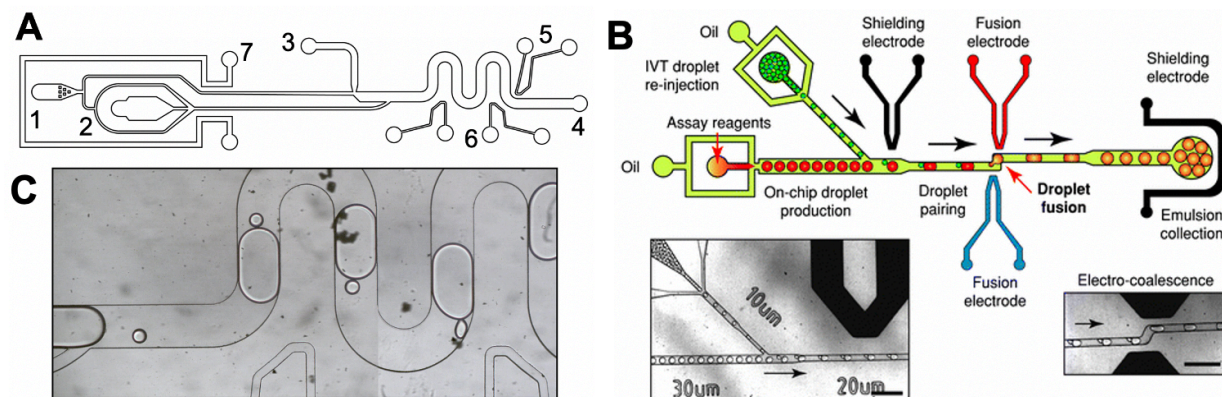 A
1
2
3
4
5
6
7
B
Oil
IVT droplet
re-injection
Shielding
electrode
Fusion
electrode
Shielding
electrode
Assay reagents
Oil
On-chip droplet
production
Droplet
pairing
Droplet
fusion
Emulsion
collection
Fusion
electrode
Electro-coalescence
10um
30um
20um
C